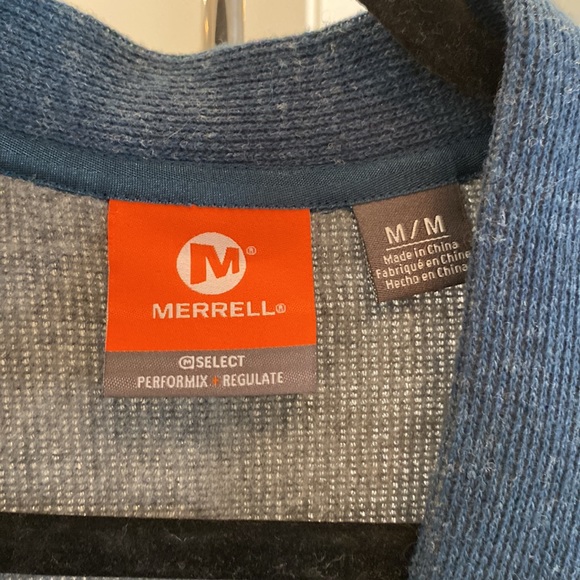 M®
MERRELL®
M SELECT
PERFORMIX + REGULATE
M/M
Made in China
Fabriqué en Chine
Hecho en China